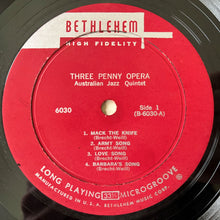 BETHLEHEM
HIGH FIDELITY
THREE PENNY OPERA
Australian Jazz Quintet
6030
Side 1
(B-6030-A)
1. MACK THE KNIFE
(Brecht-Weill)
2. ARMY SONG
(Brecht-Weill)
3. LOVE SONG
(Brecht-Weill)
4. BARBARA'S SONG
(Brecht-Weill)
LONG PLAYING 33⅓ MICROGROOVE
MANUFACTURED IN U.S.A. BETHLEHEM MUSIC CORP.